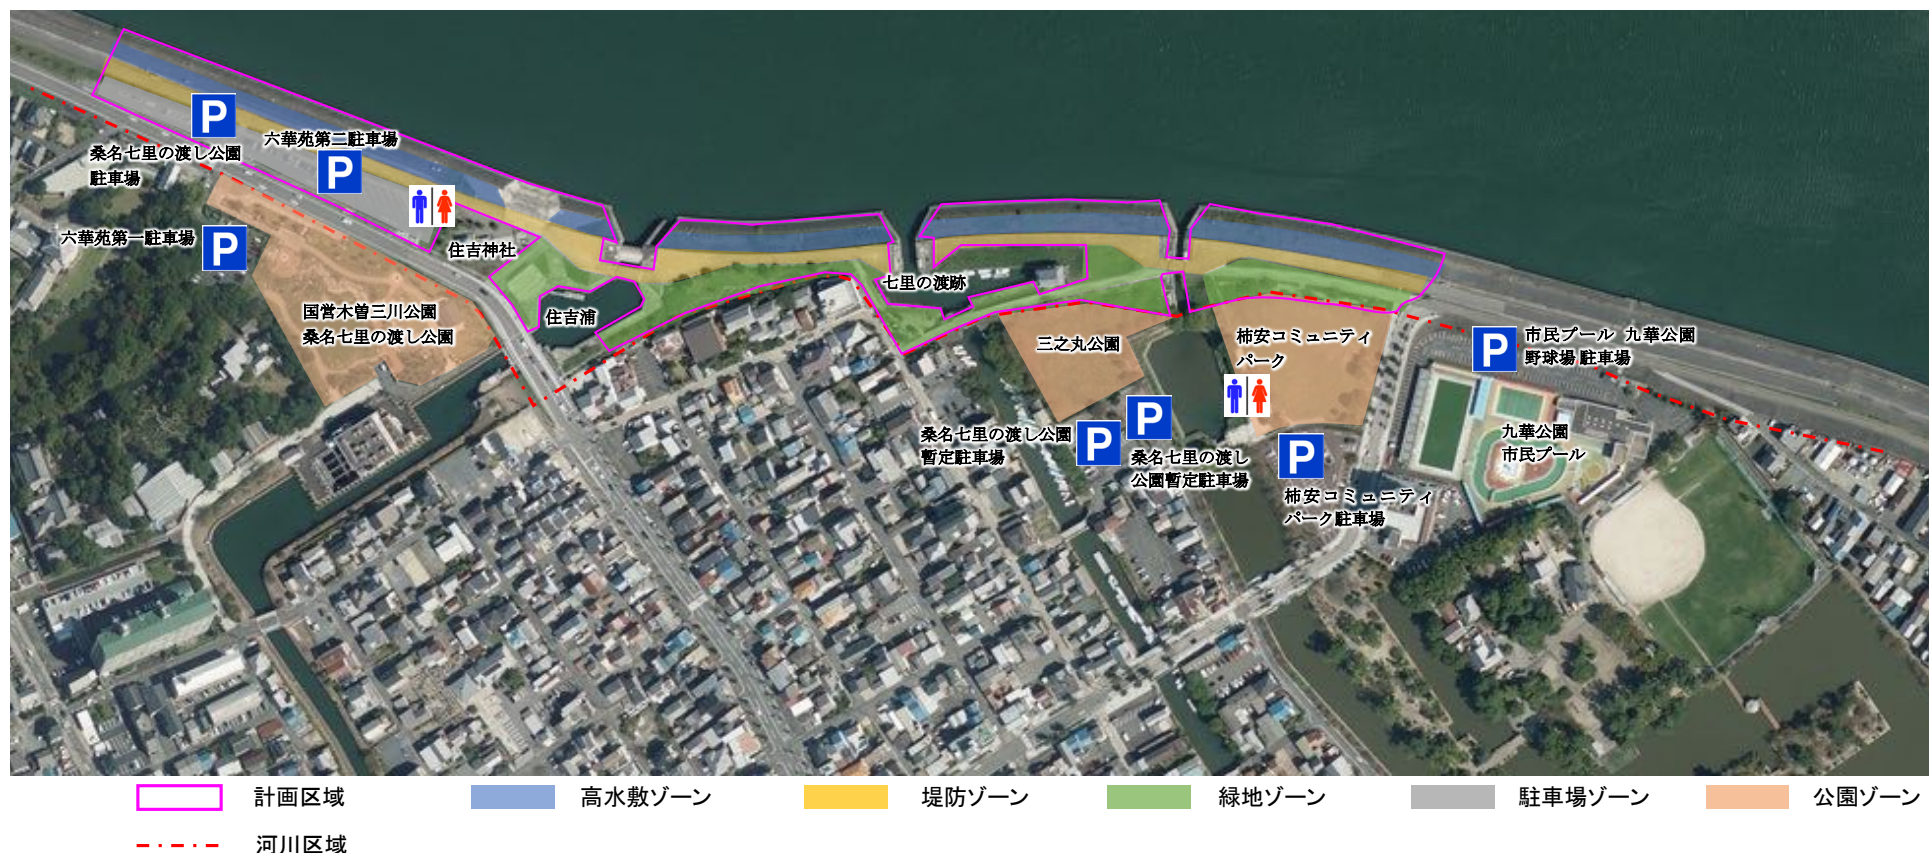 P
六華苑第二駐車場
桑名七里の渡し公園
駐車場
P
六華苑第一駐車場
P
住吉神社
国営木曽三川公園
桑名七里の渡し公園
住吉浦
七里の渡跡
三之丸公園
柿安コミュニティ
パーク
P
市民プール 九華公園
野球場 駐車場
桑名七里の渡し公園
暫定駐車場
P
P
桑名七里の渡し
公園暫定駐車場
P
柿安コミュニティ
パーク駐車場
九華公園
市民プール
計画区域
高水敷ゾーン
堤防ゾーン
緑地ゾーン
駐車場ゾーン
公園ゾーン
河川区域